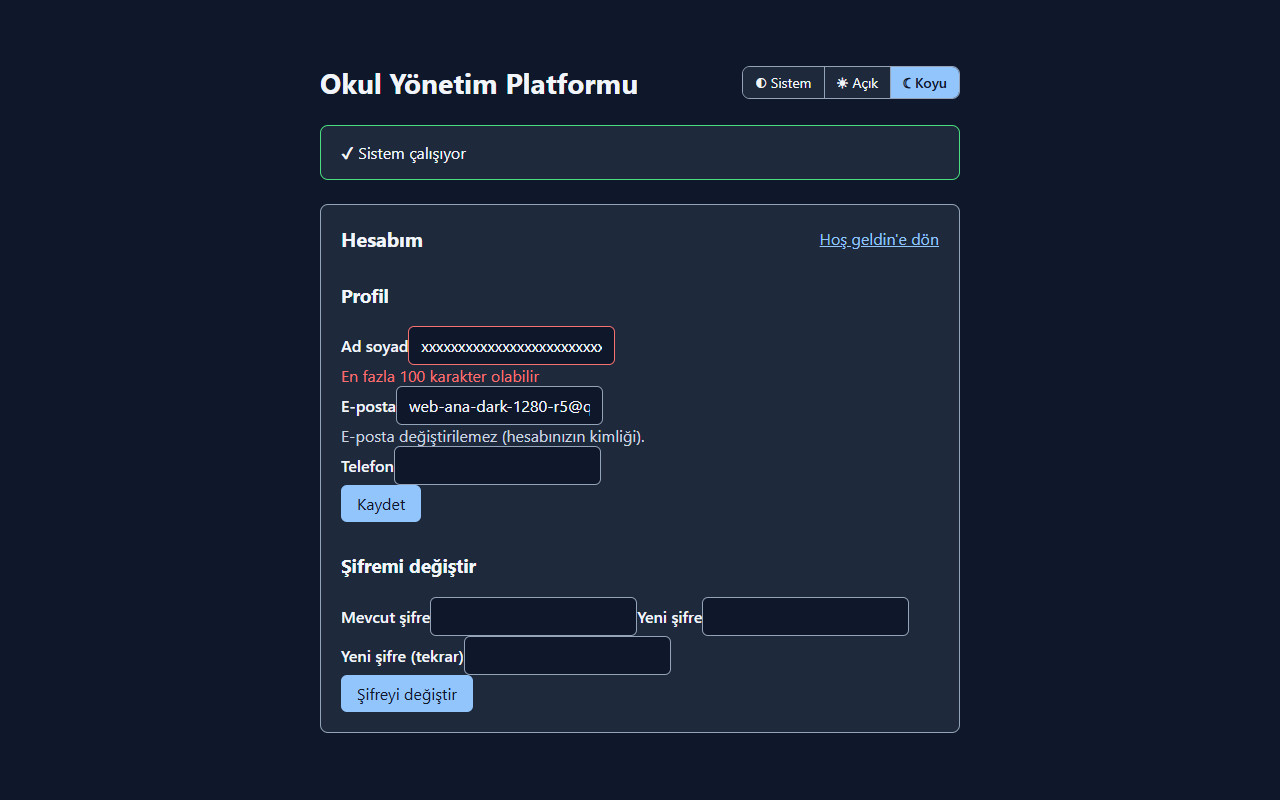 Okul Yönetim Platformu
◐ Sistem ☀ Açık ☾ Koyu
✓ Sistem çalışıyor
Hesabım
Hoş geldin'e dön
Profil
Ad soyad xxxxxxxxxxxxxxxxxxxxxxxxx
En fazla 100 karakter olabilir
E-posta web-ana-dark-1280-r5@q
E-posta değiştirilemez (hesabınızın kimliği).
Telefon
Kaydet
Şifremi değiştir
Mevcut şifre Yeni şifre
Yeni şifre (tekrar)
Şifreyi değiştir